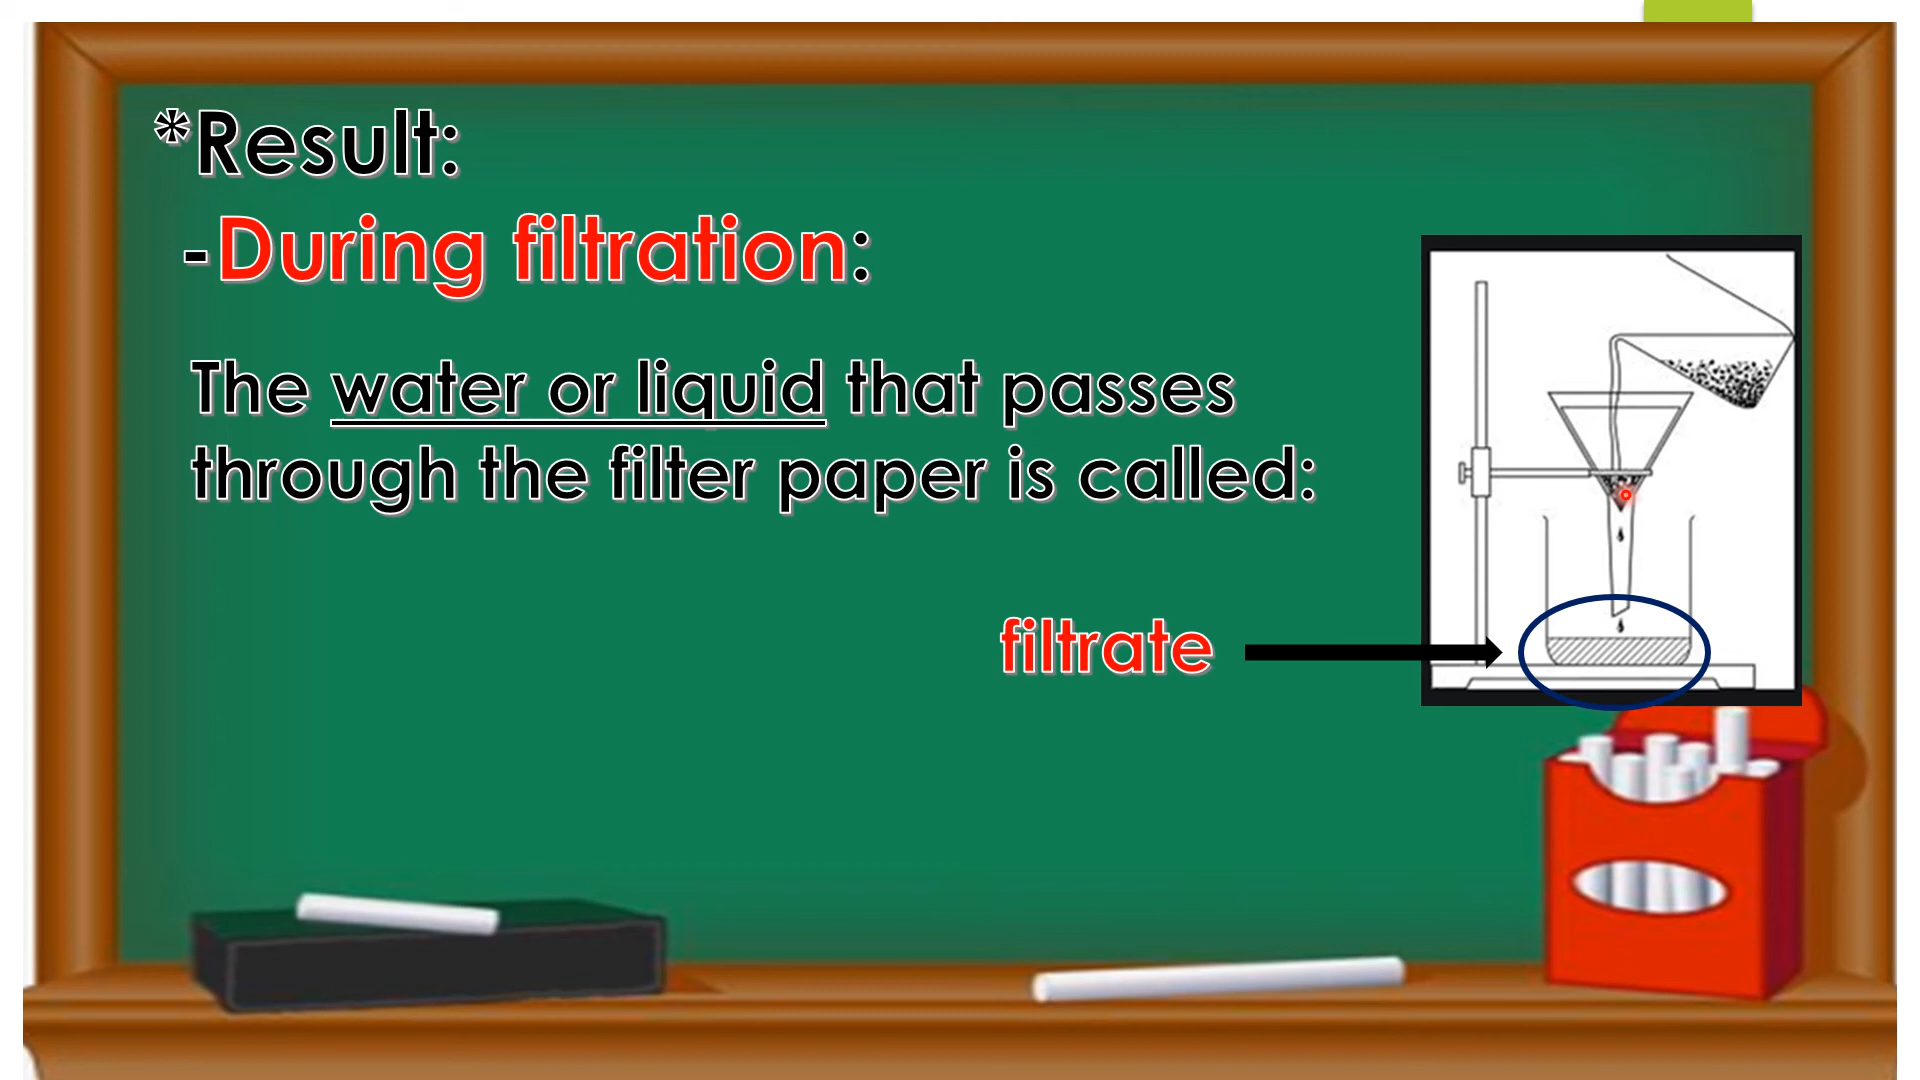 *Result:
-During filtration:
The water or liquid that passes
through the filter paper is called:
filtrate